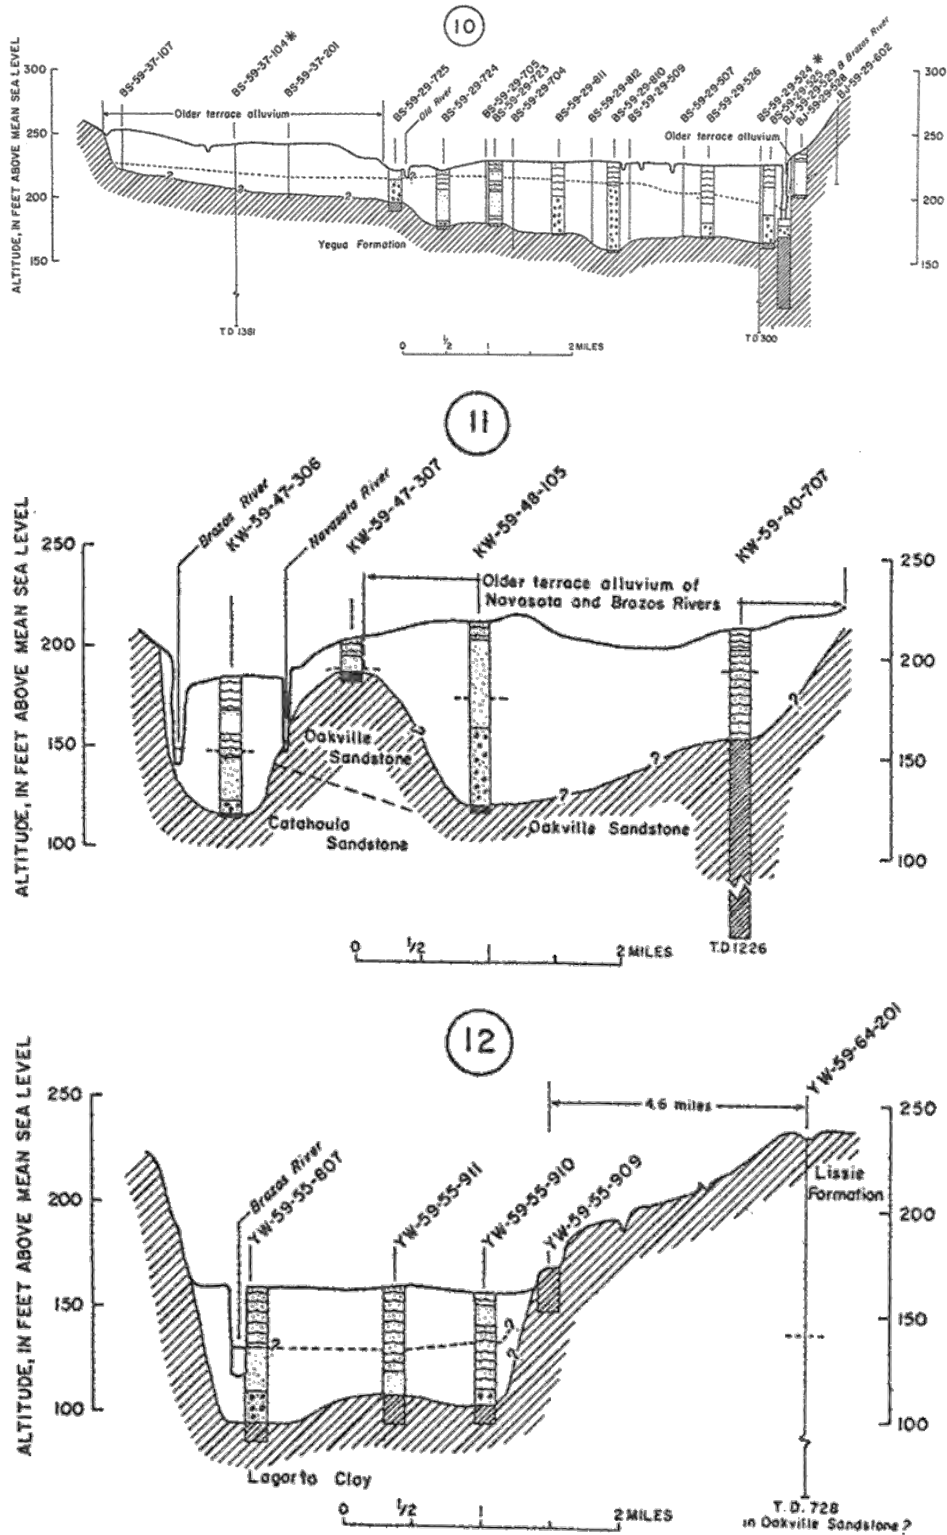 10
ALTITUDE, IN FEET ABOVE MEAN SEA LEVEL
300
250
200
150
BS-59-37-107
BS-59-37-104*
BS-59-37-201
BS-59-29-725
Old River
BS-59-29-724
BS-59-29-705
BS-59-29-723
BS-59-29-704
BS-59-29-811
BS-59-29-812
BS-59-29-810
BS-59-29-509
BS-59-29-507
BS-59-29-526
BS-59-29-524 *
BS-59-29-525
Brazos River
BJ-59-29-602
300
250
200
150
Older terrace alluvium
Older terrace alluvium
?
?
?
?
Yegua Formation
T D 1381
T D 300
0 1/2 1 2 MILES
11
ALTITUDE, IN FEET ABOVE MEAN SEA LEVEL
250
200
150
100
Brazos River
KW-59-47-306
Navasota River
KW-59-47-307
KW-59-48-105
KW-59-40-707
250
200
150
100
Older terrace alluvium of
Navasota and Brazos Rivers
Oakville
Sandstone
Catahoula
Sandstone
?
?
?
?
Oakville Sandstone
T.D.1226
0 1/2 1 2 MILES
12
ALTITUDE, IN FEET ABOVE MEAN SEA LEVEL
250
200
150
100
Brazos River
YW-59-55-807
YW-59-55-911
YW-59-55-910
YW-59-55-909
4.6 miles
YW-59-64-201
250
200
150
100
Lissie
Formation
?
?
?
Lagarto Clay
T. D. 728
in Oakville Sandstone?
0 1/2 1 2 MILES